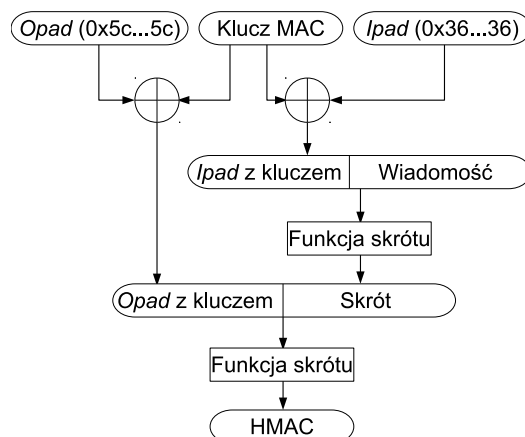 Opad (0x5c...5c)
Klucz MAC
Ipad (0x36...36)
Ipad z kluczem
Wiadomość
Funkcja skrótu
Opad z kluczem
Skrót
Funkcja skrótu
HMAC